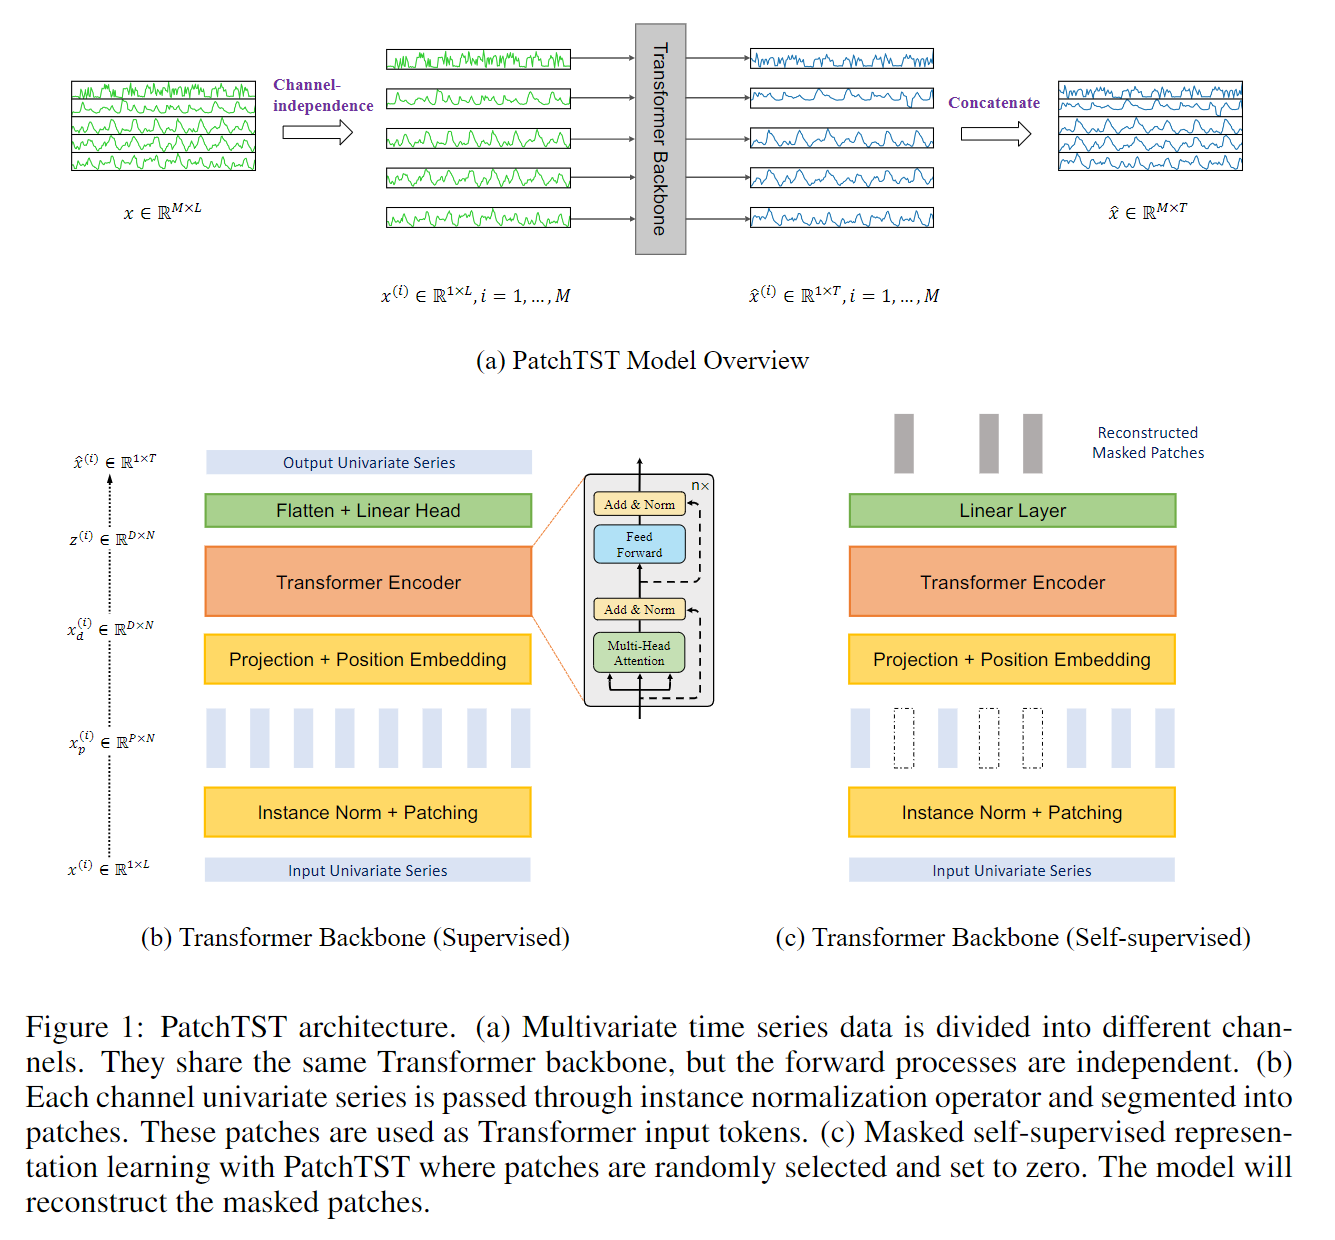 Channel-
independence
x ∈ ℝ^{M×L}
Transformer Backbone
Concatenate
x̂ ∈ ℝ^{M×T}
x^{(i)} ∈ ℝ^{1×L}, i = 1, … , M
x̂^{(i)} ∈ ℝ^{1×T}, i = 1, … , M
(a) PatchTST Model Overview
x̂^{(i)} ∈ ℝ^{1×T}
z^{(i)} ∈ ℝ^{D×N}
x_d^{(i)} ∈ ℝ^{D×N}
x_p^{(i)} ∈ ℝ^{P×N}
x^{(i)} ∈ ℝ^{1×L}
Output Univariate Series
Flatten + Linear Head
Transformer Encoder
Projection + Position Embedding
Instance Norm + Patching
Input Univariate Series
n×
Add & Norm
Feed
Forward
Add & Norm
Multi-Head
Attention
(b) Transformer Backbone (Supervised)
Reconstructed
Masked Patches
Linear Layer
Transformer Encoder
Projection + Position Embedding
Instance Norm + Patching
Input Univariate Series
(c) Transformer Backbone (Self-supervised)
Figure 1: PatchTST architecture. (a) Multivariate time series data is divided into different chan-
nels. They share the same Transformer backbone, but the forward processes are independent. (b)
Each channel univariate series is passed through instance normalization operator and segmented into
patches. These patches are used as Transformer input tokens. (c) Masked self-supervised represen-
tation learning with PatchTST where patches are randomly selected and set to zero. The model will
reconstruct the masked patches.